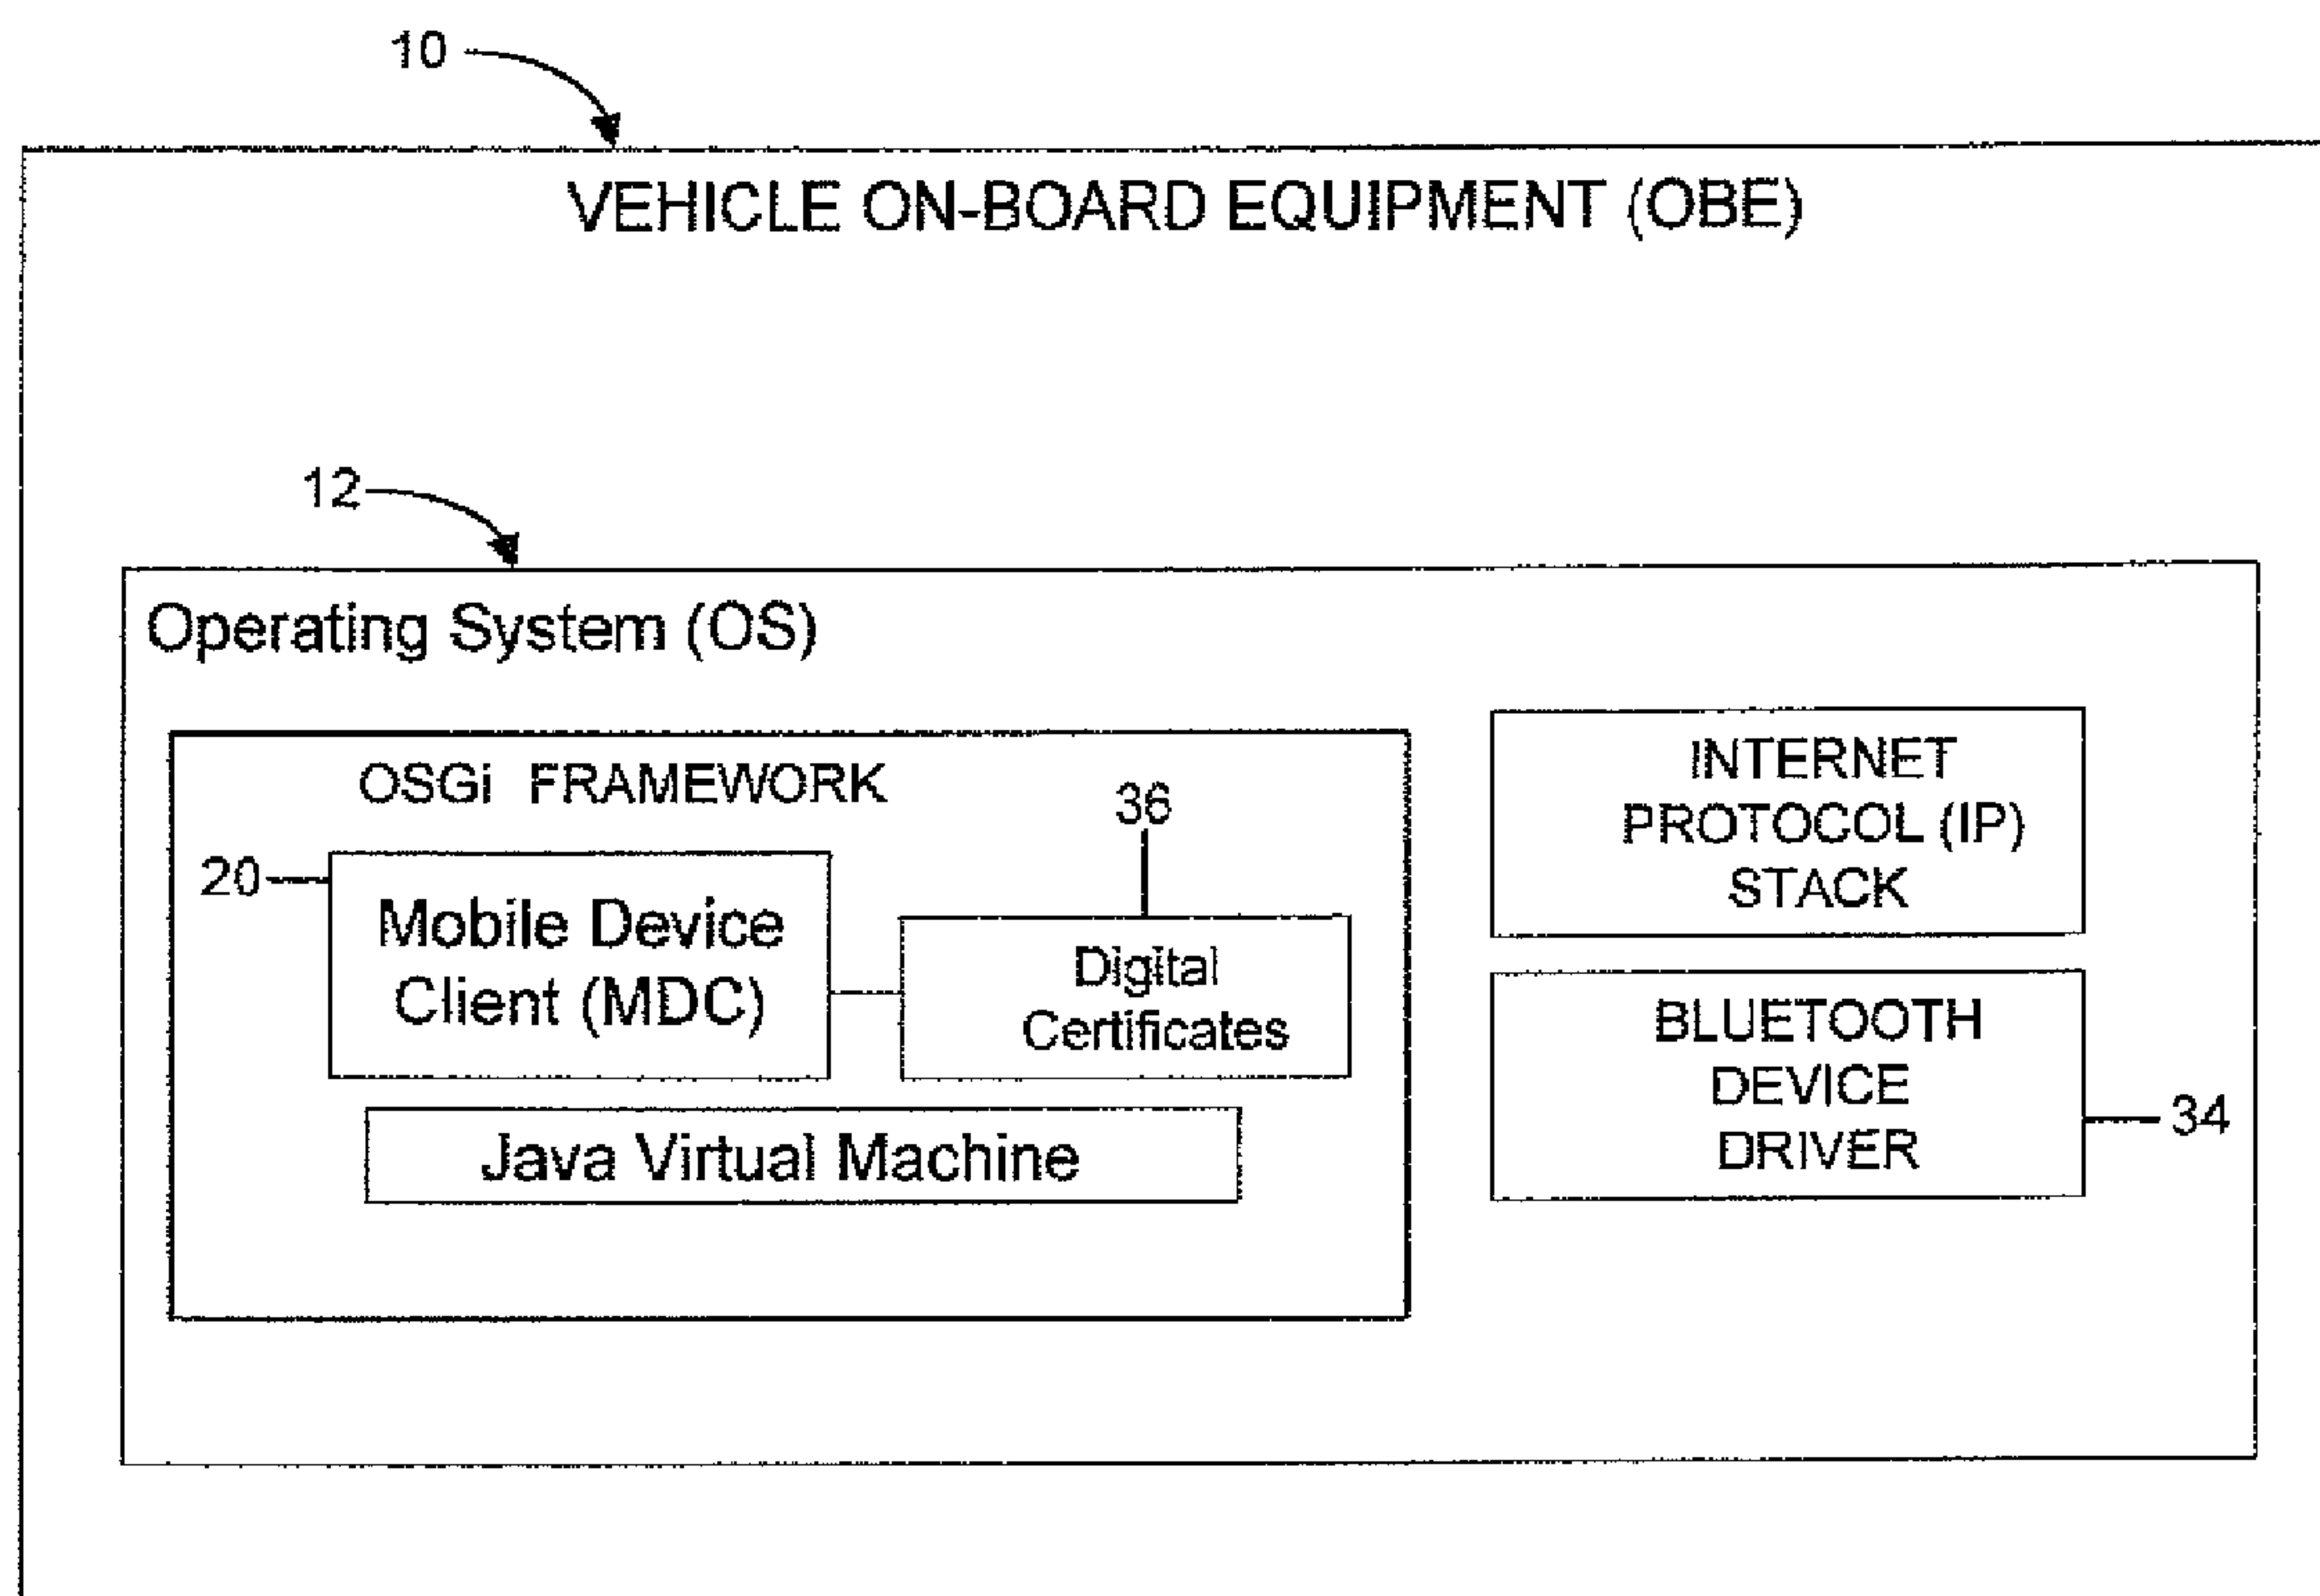 10
VEHICLE ON-BOARD EQUIPMENT (OBE)
12
Operating System (OS)
OSGi FRAMEWORK
36
20
Mobile Device
Client (MDC)
Digital
Certificates
Java Virtual Machine
INTERNET
PROTOCOL (IP)
STACK
BLUETOOTH
DEVICE
DRIVER
34